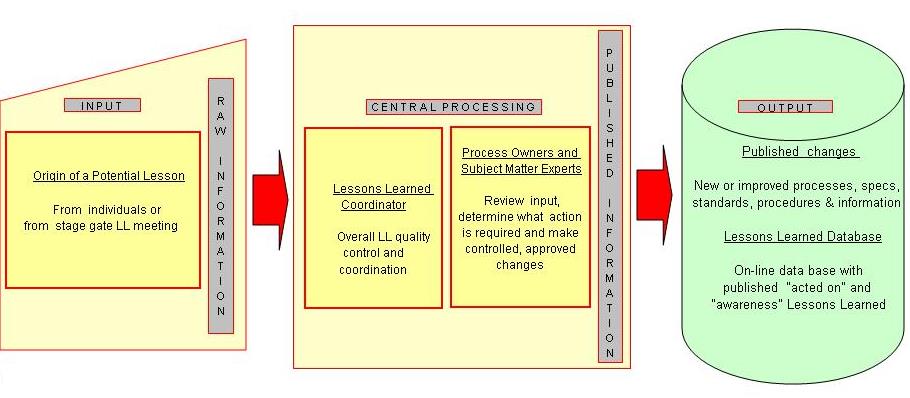 INPUT
Origin of a Potential Lesson
From individuals or
from stage gate LL meeting
RAW INFORMATION
CENTRAL PROCESSING
Lessons Learned
Coordinator
Overall LL quality
control and
coordination
Process Owners and
Subject Matter Experts
Review input,
determine what action
is required and make
controlled, approved
changes
PUBLISHED INFORMATION
OUTPUT
Published changes
New or improved processes, specs,
standards, procedures & information
Lessons Learned Database
On-line data base with
published "acted on" and
"awareness" Lessons Learned